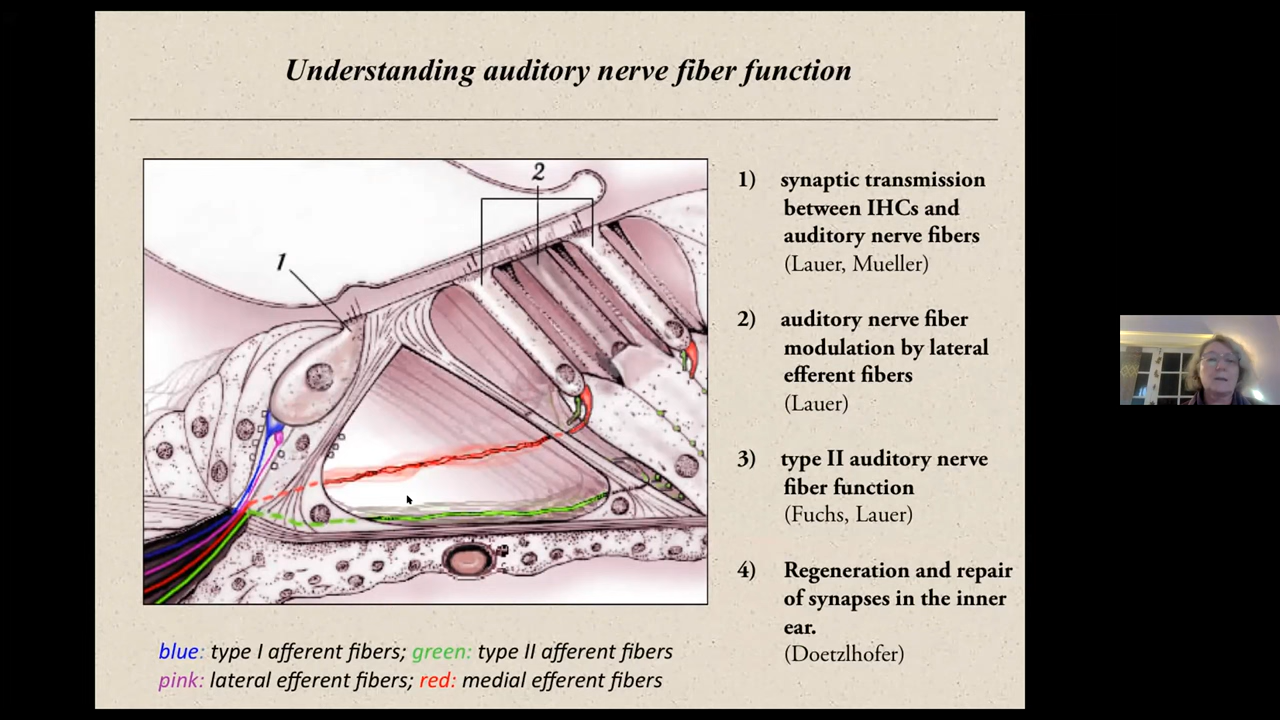 Understanding auditory nerve fiber function
1
2
1) synaptic transmission
between IHCs and
auditory nerve fibers
(Lauer, Mueller)
2) auditory nerve fiber
modulation by lateral
efferent fibers
(Lauer)
3) type II auditory nerve
fiber function
(Fuchs, Lauer)
4) Regeneration and repair
of synapses in the inner
ear.
(Doetzlhofer)
blue: type I afferent fibers; green: type II afferent fibers
pink: lateral efferent fibers; red: medial efferent fibers